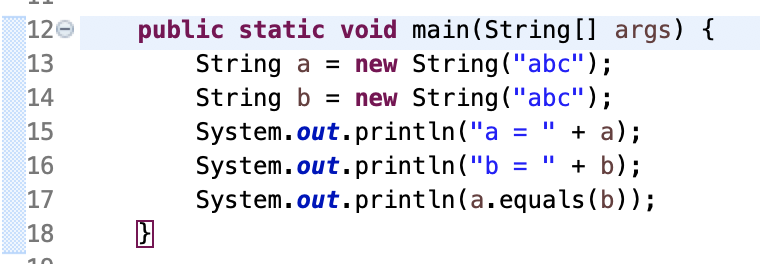 12 public static void main(String[] args) {
13 String a = new String("abc");
14 String b = new String("abc");
15 System.out.println("a = " + a);
16 System.out.println("b = " + b);
17 System.out.println(a.equals(b));
18 }